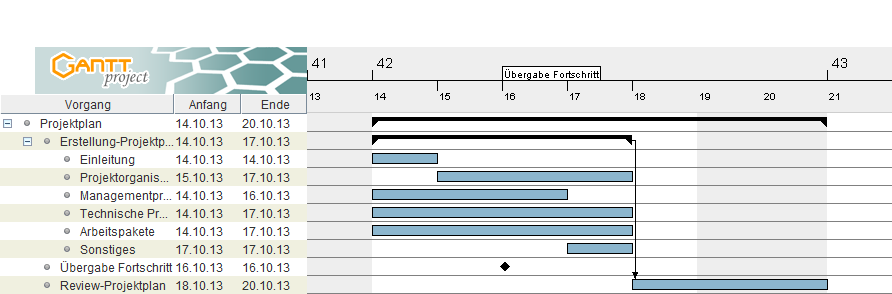 GANTT
project
41 42 43
Übergabe Fortschritt
13 14 15 16 17 18 19 20 21
Vorgang Anfang Ende
Projektplan 14.10.13 20.10.13
Erstellung-Projektp... 14.10.13 17.10.13
Einleitung 14.10.13 14.10.13
Projektorganis... 15.10.13 17.10.13
Managementpr... 14.10.13 16.10.13
Technische Pr... 14.10.13 17.10.13
Arbeitspakete 14.10.13 17.10.13
Sonstiges 17.10.13 17.10.13
Übergabe Fortschritt 16.10.13 16.10.13
Review-Projektplan 18.10.13 20.10.13